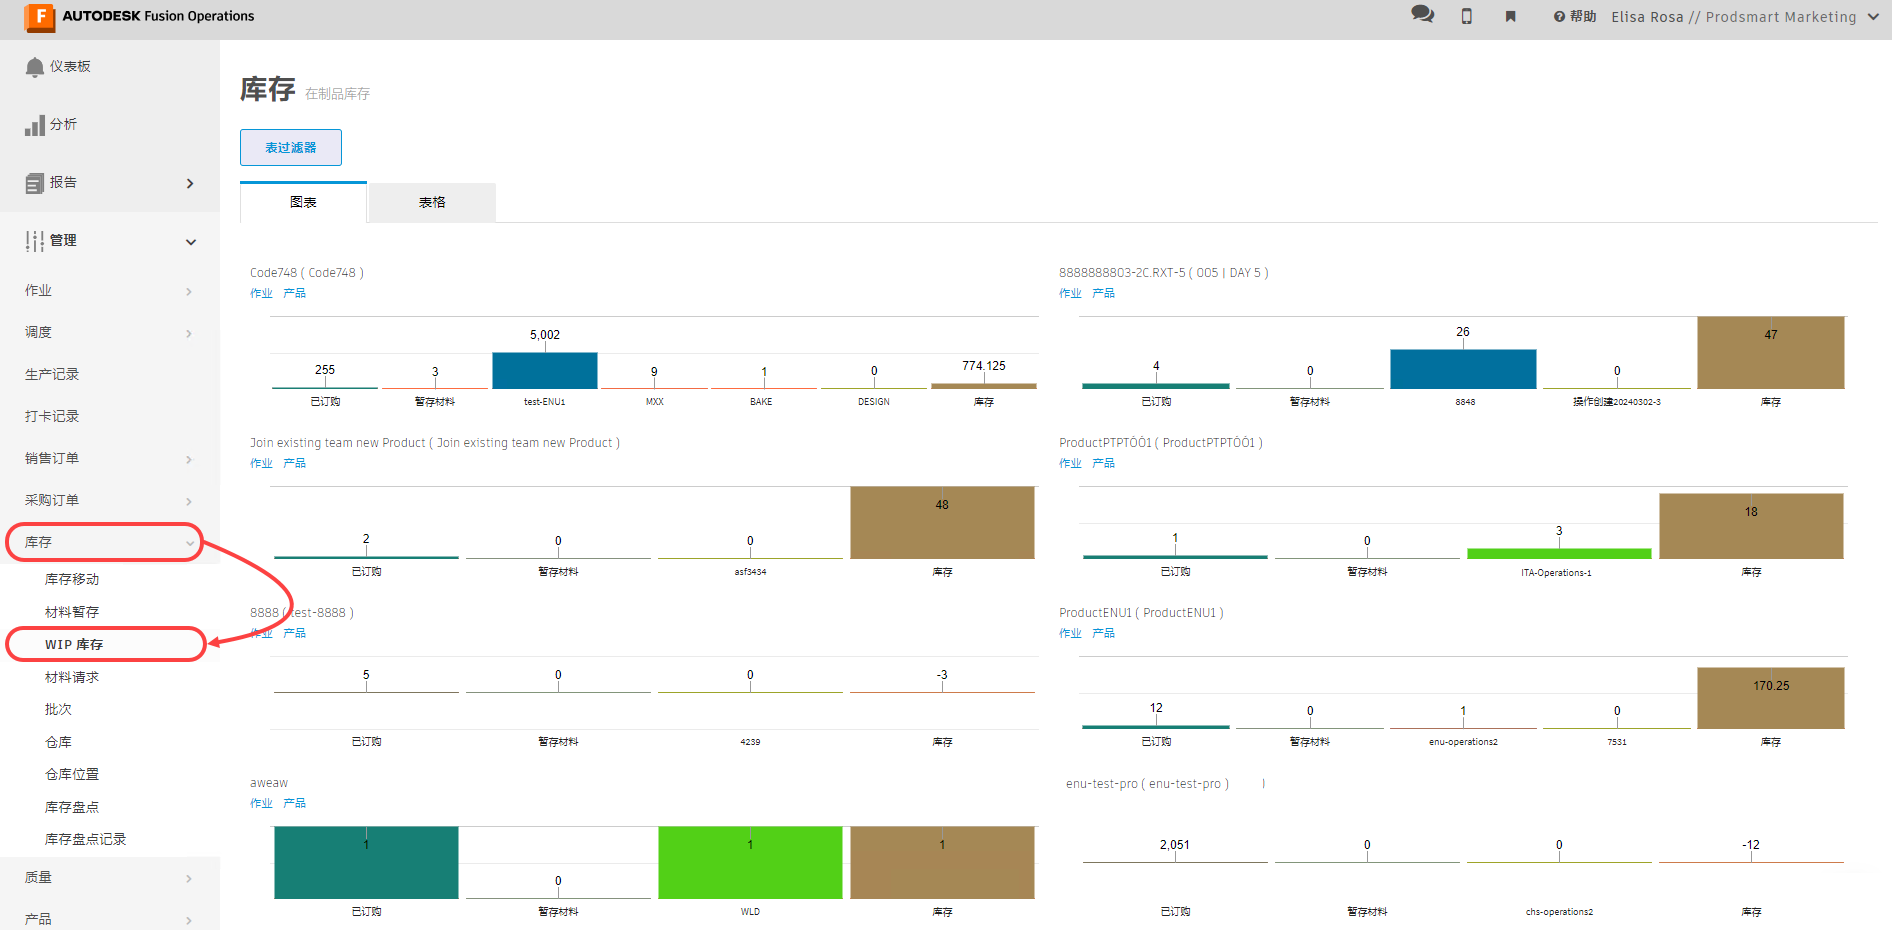 AUTODESK Fusion Operations
帮助 Elisa Rosa // Prodsmart Marketing
仪表板
分析
报告
管理
作业
调度
生产记录
打卡记录
销售订单
采购订单
库存
库存移动
材料暂存
WIP 库存
材料请求
批次
仓库
仓库位置
库存盘点
库存盘点记录
质量
产品
库存 在制品库存
表过滤器
图表 表格
Code748 ( Code748 )
作业 产品
255 3 5,002 9 1 0 774.125
已订购 暂存材料 test-ENU1 MXX BAKE DESIGN 库存
8888888803-2C.RXT-5 ( 005 | DAY 5 )
作业 产品
4 0 26 0 47
已订购 暂存材料 8848 操作创建20240302-3 库存
Join existing team new Product ( Join existing team new Product )
作业 产品
2 0 0 48
已订购 暂存材料 asf3434 库存
ProductPTPTÔÔ1 ( ProductPTPTÔÔ1 )
作业 产品
1 0 3 18
已订购 暂存材料 ITA-Operations-1 库存
8888 ( test-8888 )
作业 产品
5 0 0 -3
已订购 暂存材料 4239 库存
ProductENU1 ( ProductENU1 )
作业 产品
12 0 1 0 170.25
已订购 暂存材料 enu-operations2 7531 库存
aweaw
作业 产品
1 0 1 1
已订购 暂存材料 WLD 库存
enu-test-pro ( enu-test-pro ) )
2,051 0 0 -12
已订购 暂存材料 chs-operations2 库存